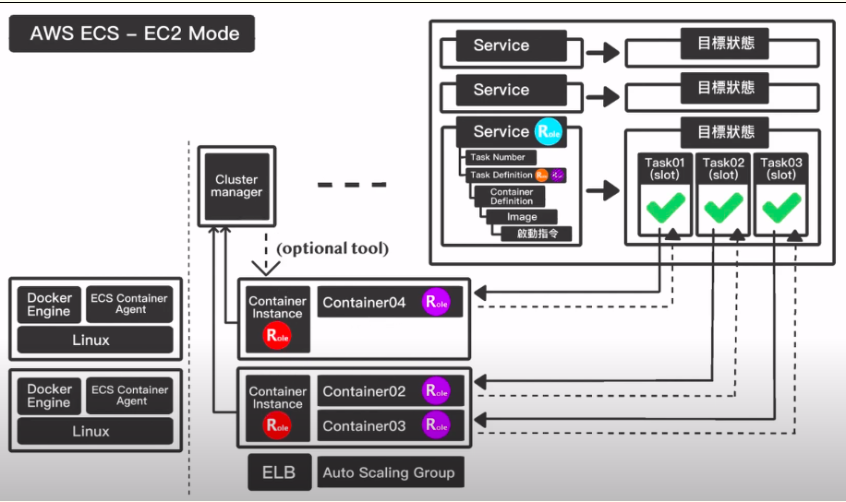 AWS ECS – EC2 Mode
Service
目標狀態
Service
目標狀態
Service
Role
目標狀態
Task Number
Task Definition
Container
Definition
Image
啟動指令
Task01
(slot)
Task02
(slot)
Task03
(slot)
Cluster
manager
(optional tool)
Docker
Engine
ECS Container
Agent
Linux
Container
Instance
Role
Container04
Role
Docker
Engine
ECS Container
Agent
Linux
Container
Instance
Role
Container02
Role
Container03
Role
ELB
Auto Scaling Group